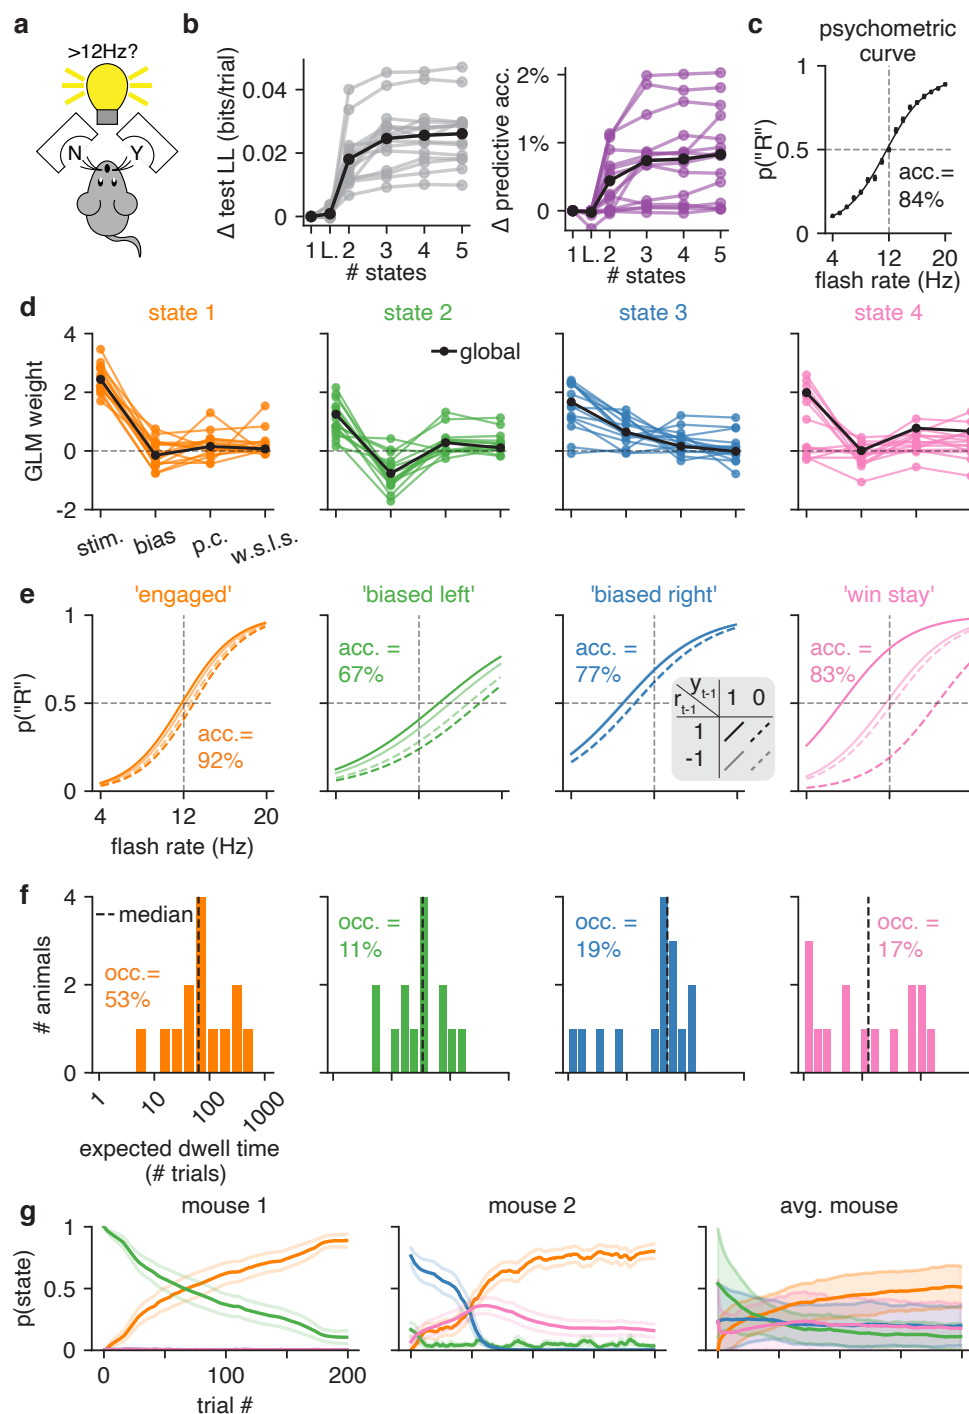 a
>12Hz?
N
Y
b
Δ test LL (bits/trial)
0.04
0.02
0
1 L. 2 3 4 5
# states
Δ predictive acc.
2%
1%
0
1 L. 2 3 4 5
# states
c
psychometric
curve
p("R")
1
0.5
0
acc.=
84%
4 12 20
flash rate (Hz)
d
state 1
state 2
state 3
state 4
GLM weight
4
2
0
-2
global
stim.
bias
p.c.
w.s.l.s.
e
'engaged'
'biased left'
'biased right'
'win stay'
p("R")
1
0.5
0
acc.=
92%
acc. =
67%
acc. =
77%
acc. =
83%
y t-1
r t-1
1 0
1
-1
4 12 20
flash rate (Hz)
f
# animals
4
2
0
median
occ.=
53%
occ. =
11%
occ. =
19%
occ. =
17%
1 10 100 1000
expected dwell time
(# trials)
g
mouse 1
mouse 2
avg. mouse
p(state)
1
0.5
0
0 100 200
trial #